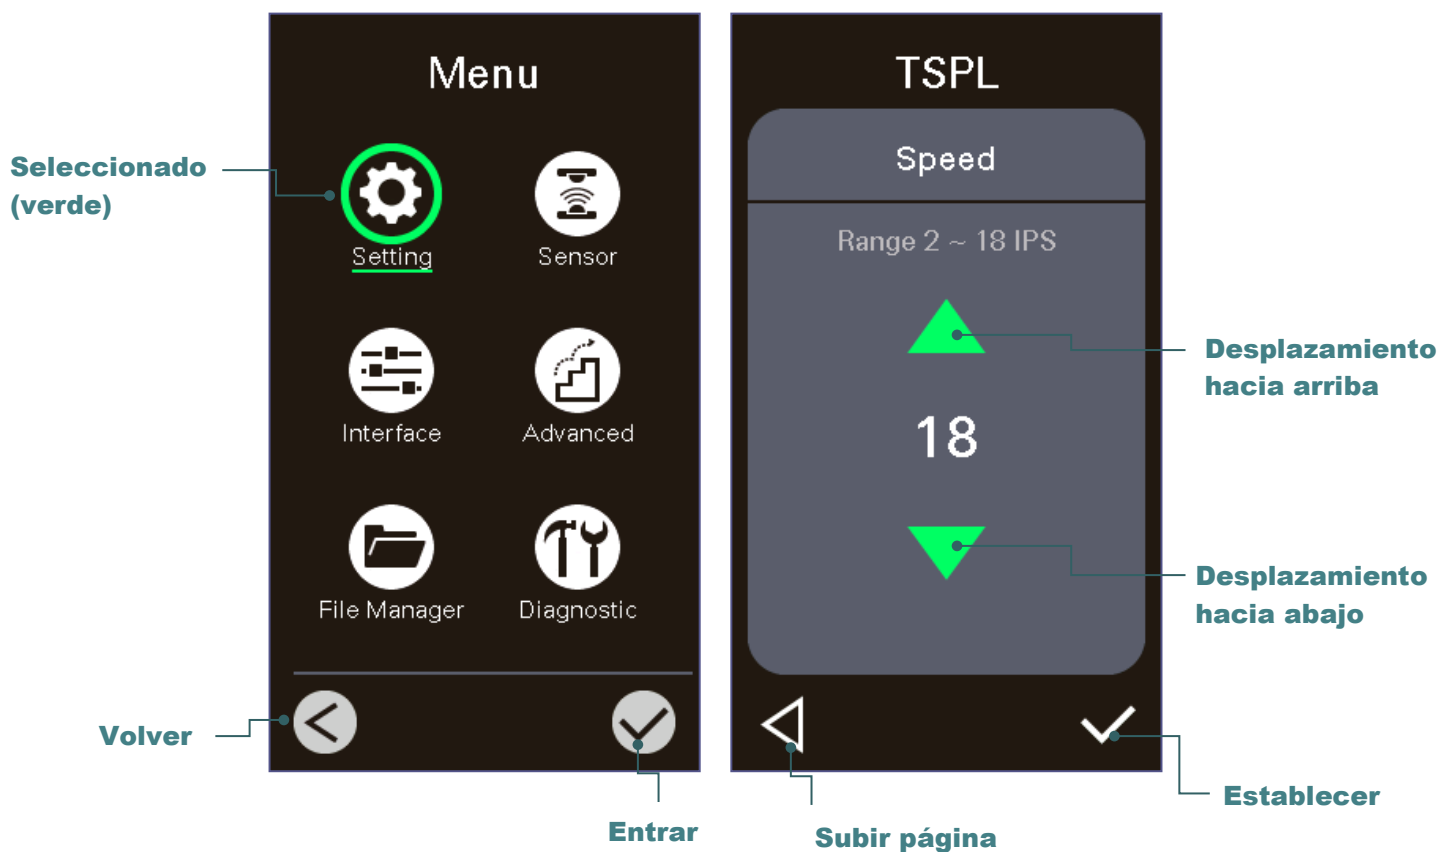 Menu
Seleccionado
(verde)
Setting
Sensor
Interface
Advanced
File Manager
Diagnostic
Volver
Entrar
TSPL
Speed
Range 2 ~ 18 IPS
Desplazamiento
hacia arriba
18
Desplazamiento
hacia abajo
Establecer
Subir página